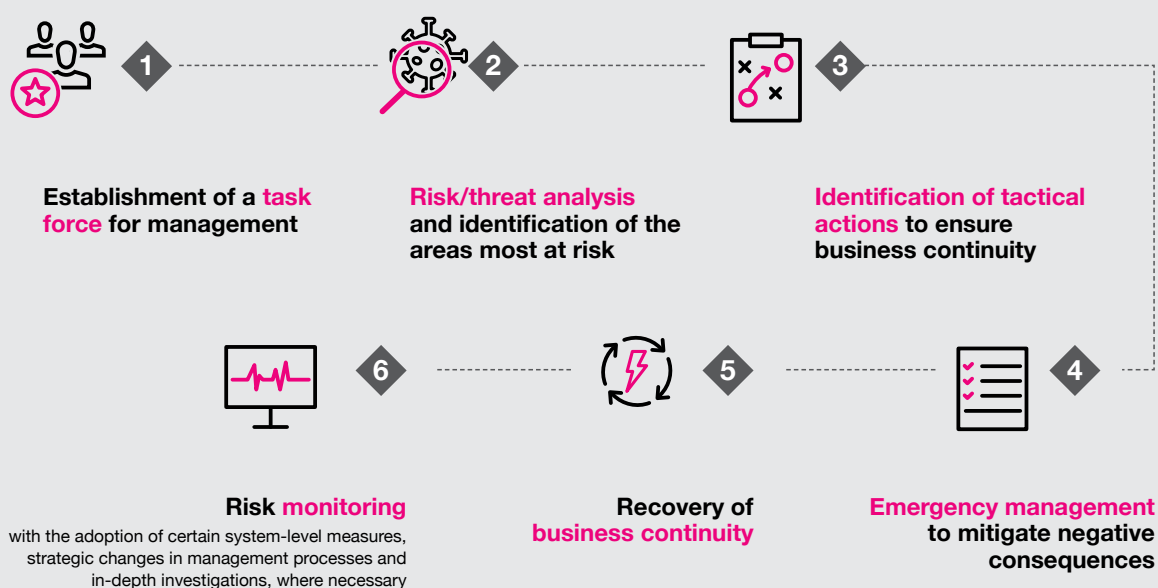 1
2
3
Establishment of a task
force for management
Risk/threat analysis
and identification of the
areas most at risk
Identification of tactical
actions to ensure
business continuity
4
Emergency management
to mitigate negative
consequences
5
Recovery of
business continuity
6
Risk monitoring
with the adoption of certain system-level measures,
strategic changes in management processes and
in-depth investigations, where necessary